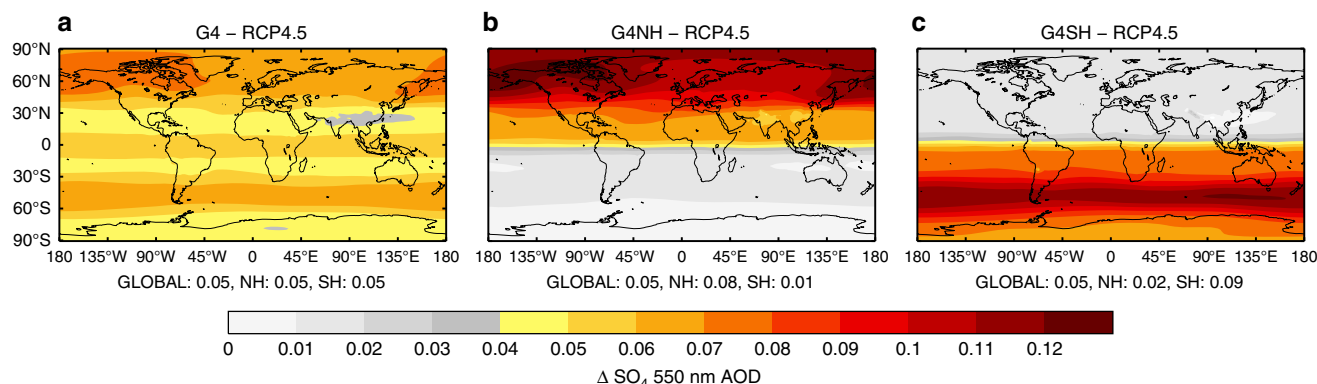 a
G4 – RCP4.5
b
G4NH – RCP4.5
c
G4SH – RCP4.5
90°N
60°N
30°N
0
30°S
60°S
90°S
180 135°W 90°W 45°W 0 45°E 90°E 135°E 180
180 135°W 90°W 45°W 0 45°E 90°E 135°E 180
180 135°W 90°W 45°W 0 45°E 90°E 135°E 180
GLOBAL: 0.05, NH: 0.05, SH: 0.05
GLOBAL: 0.05, NH: 0.08, SH: 0.01
GLOBAL: 0.05, NH: 0.02, SH: 0.09
0 0.01 0.02 0.03 0.04 0.05 0.06 0.07 0.08 0.09 0.1 0.11 0.12
Δ SO₄ 550 nm AOD